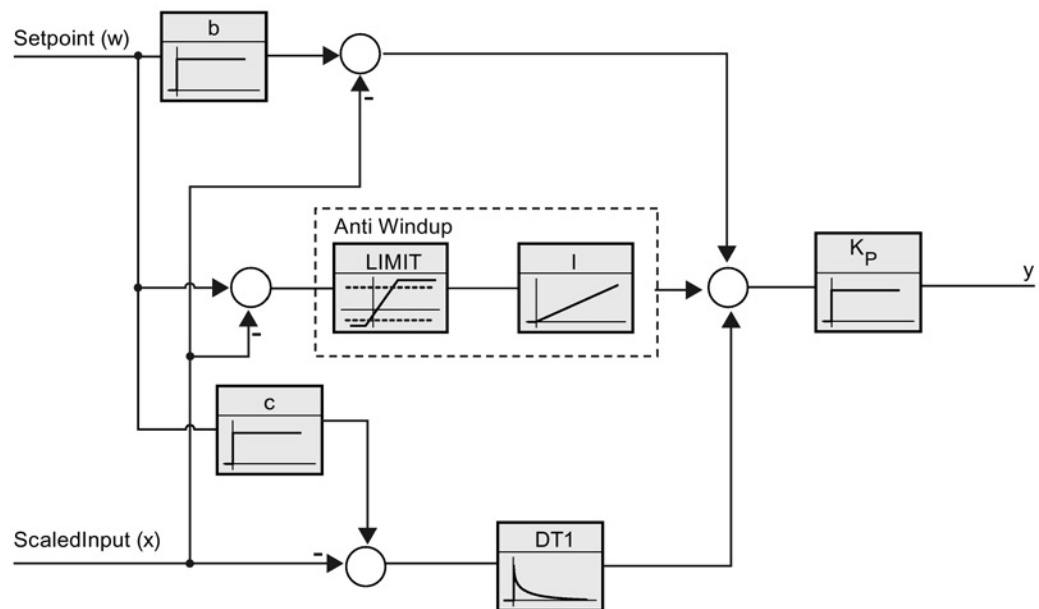 Setpoint (w)
b
-
Anti Windup
LIMIT
I
K_P
y
-
c
ScaledInput (x)
-
DT1